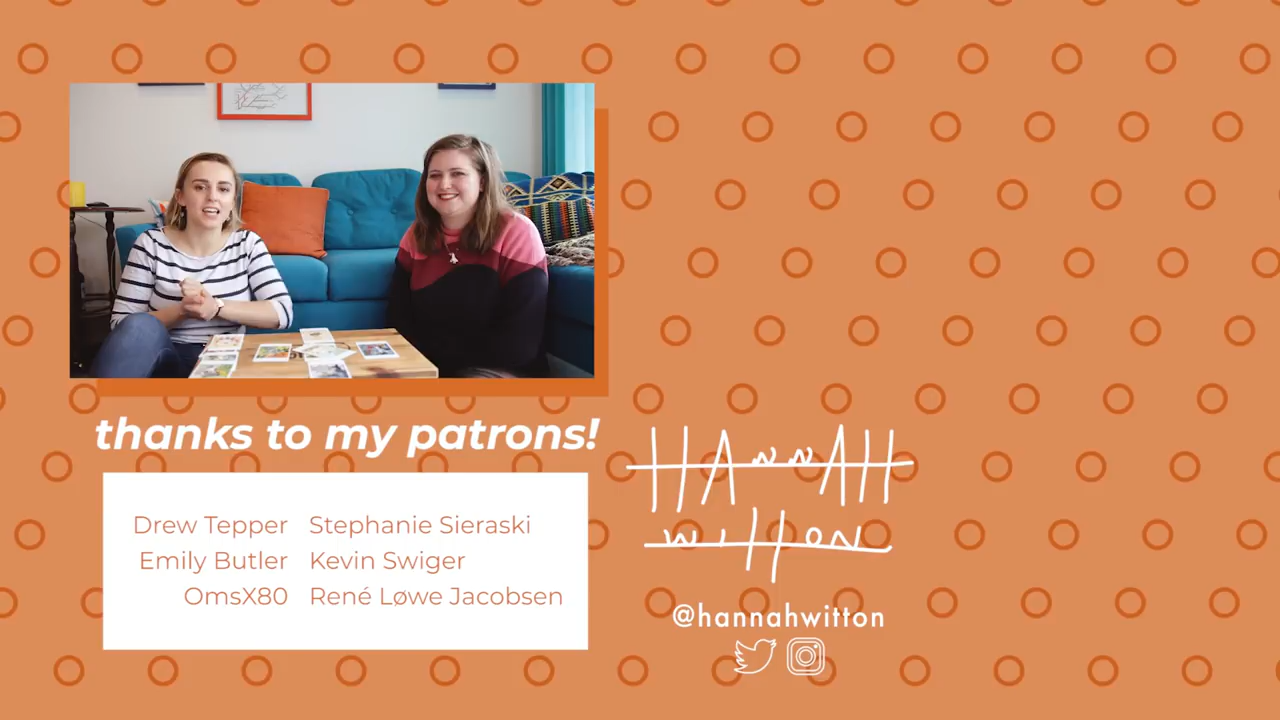 thanks to my patrons!
Drew Tepper Stephanie Sieraski
Emily Butler Kevin Swiger
OmsX80 René Løwe Jacobsen
HANNAH
WITTON
@hannahwitton